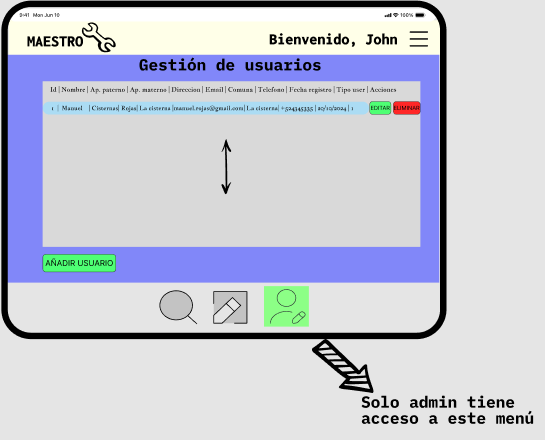 9:41 Mon Jun 10
100%
MAESTRO
Bienvenido, John
Gestión de usuarios
Id | Nombre | Ap. paterno | Ap. materno | Direccion | Email | Comuna | Telefono | Fecha registro | Tipo user | Acciones
1 | Manuel | Cisternas | Rojas | La cisterna | manuel.rojas@gmail.com | La cisterna | +524345335 | 20/12/2024 | 1
EDITAR
ELIMINAR
AÑADIR USUARIO
Solo admin tiene
acceso a este menú